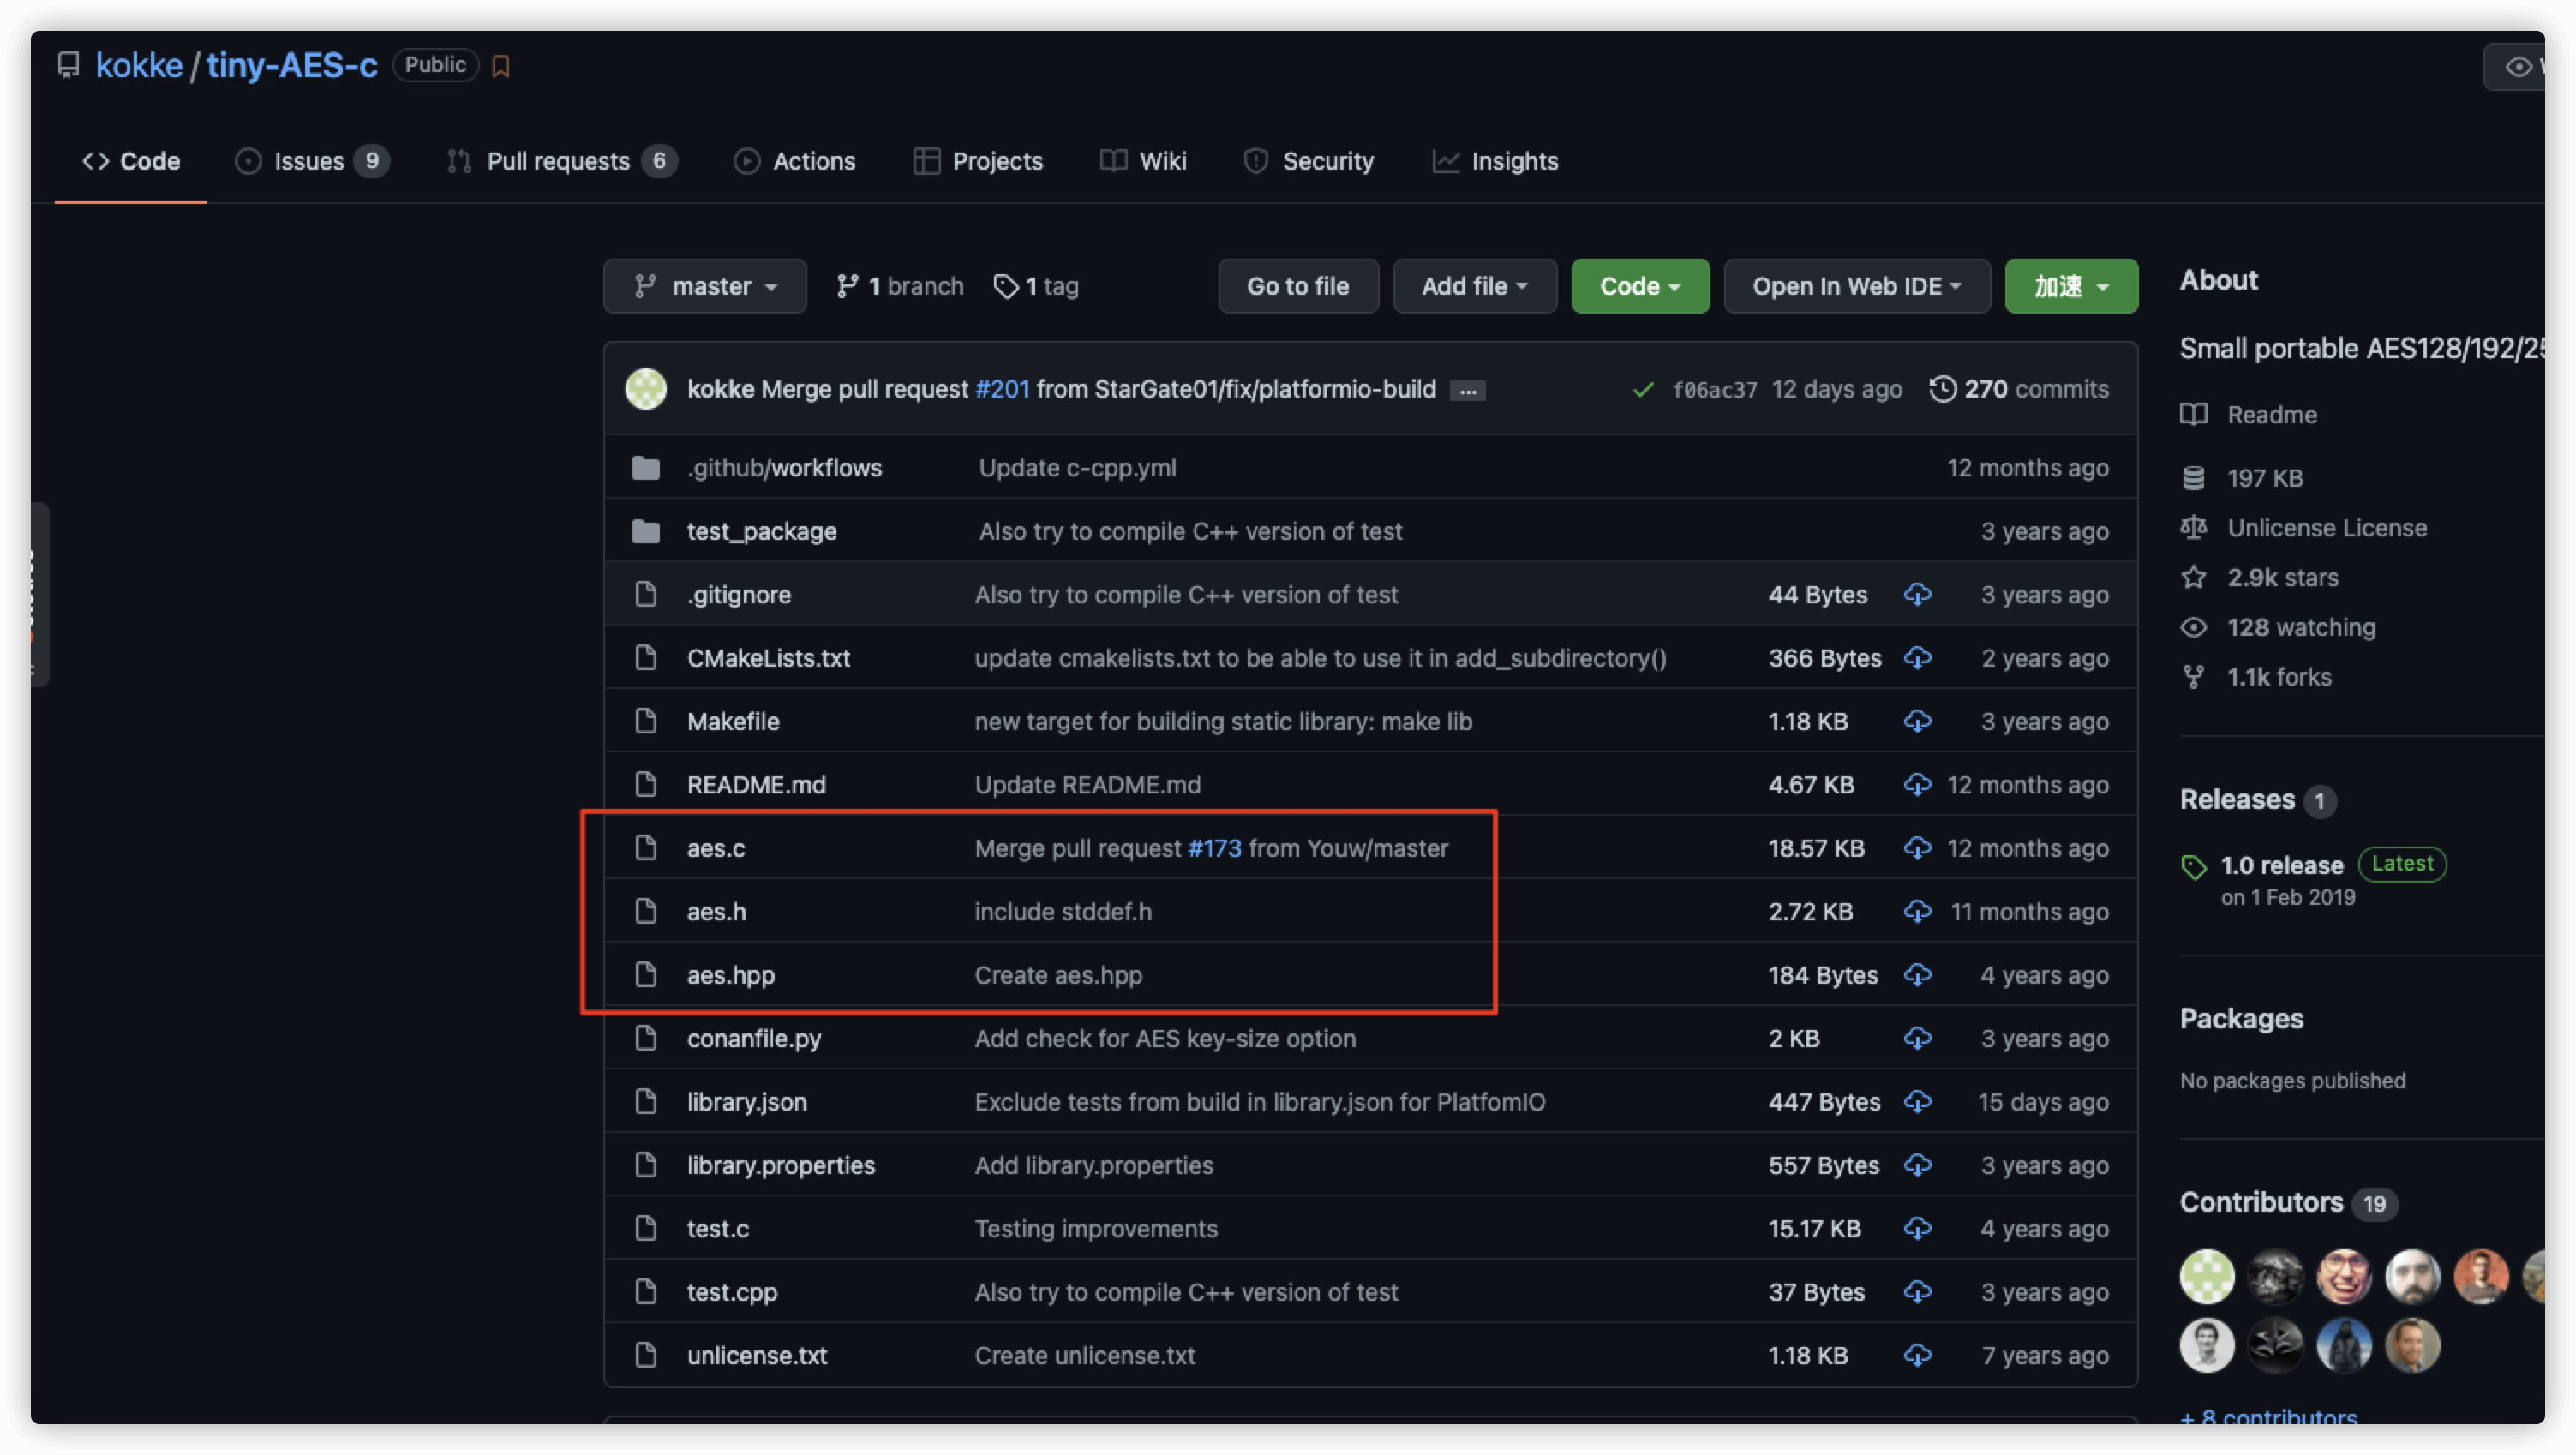 kokke / tiny-AES-c Public
Code Issues 9 Pull requests 6 Actions Projects Wiki Security Insights
master 1 branch 1 tag Go to file Add file Code Open In Web IDE 加速
kokke Merge pull request #201 from StarGate01/fix/platformio-build ... f06ac37 12 days ago 270 commits
.github/workflows Update c-cpp.yml 12 months ago
test_package Also try to compile C++ version of test 3 years ago
.gitignore Also try to compile C++ version of test 44 Bytes 3 years ago
CMakeLists.txt update cmakelists.txt to be able to use it in add_subdirectory() 366 Bytes 2 years ago
Makefile new target for building static library: make lib 1.18 KB 3 years ago
README.md Update README.md 4.67 KB 12 months ago
aes.c Merge pull request #173 from Youw/master 18.57 KB 12 months ago
aes.h include stddef.h 2.72 KB 11 months ago
aes.hpp Create aes.hpp 184 Bytes 4 years ago
conanfile.py Add check for AES key-size option 2 KB 3 years ago
library.json Exclude tests from build in library.json for PlatfomIO 447 Bytes 15 days ago
library.properties Add library.properties 557 Bytes 3 years ago
test.c Testing improvements 15.17 KB 4 years ago
test.cpp Also try to compile C++ version of test 37 Bytes 3 years ago
unlicense.txt Create unlicense.txt 1.18 KB 7 years ago
About
Small portable AES128/192/25
Readme
197 KB
Unlicense License
2.9k stars
128 watching
1.1k forks
Releases 1
1.0 release Latest
on 1 Feb 2019
Packages
No packages published
Contributors 19
+ 8 contributors